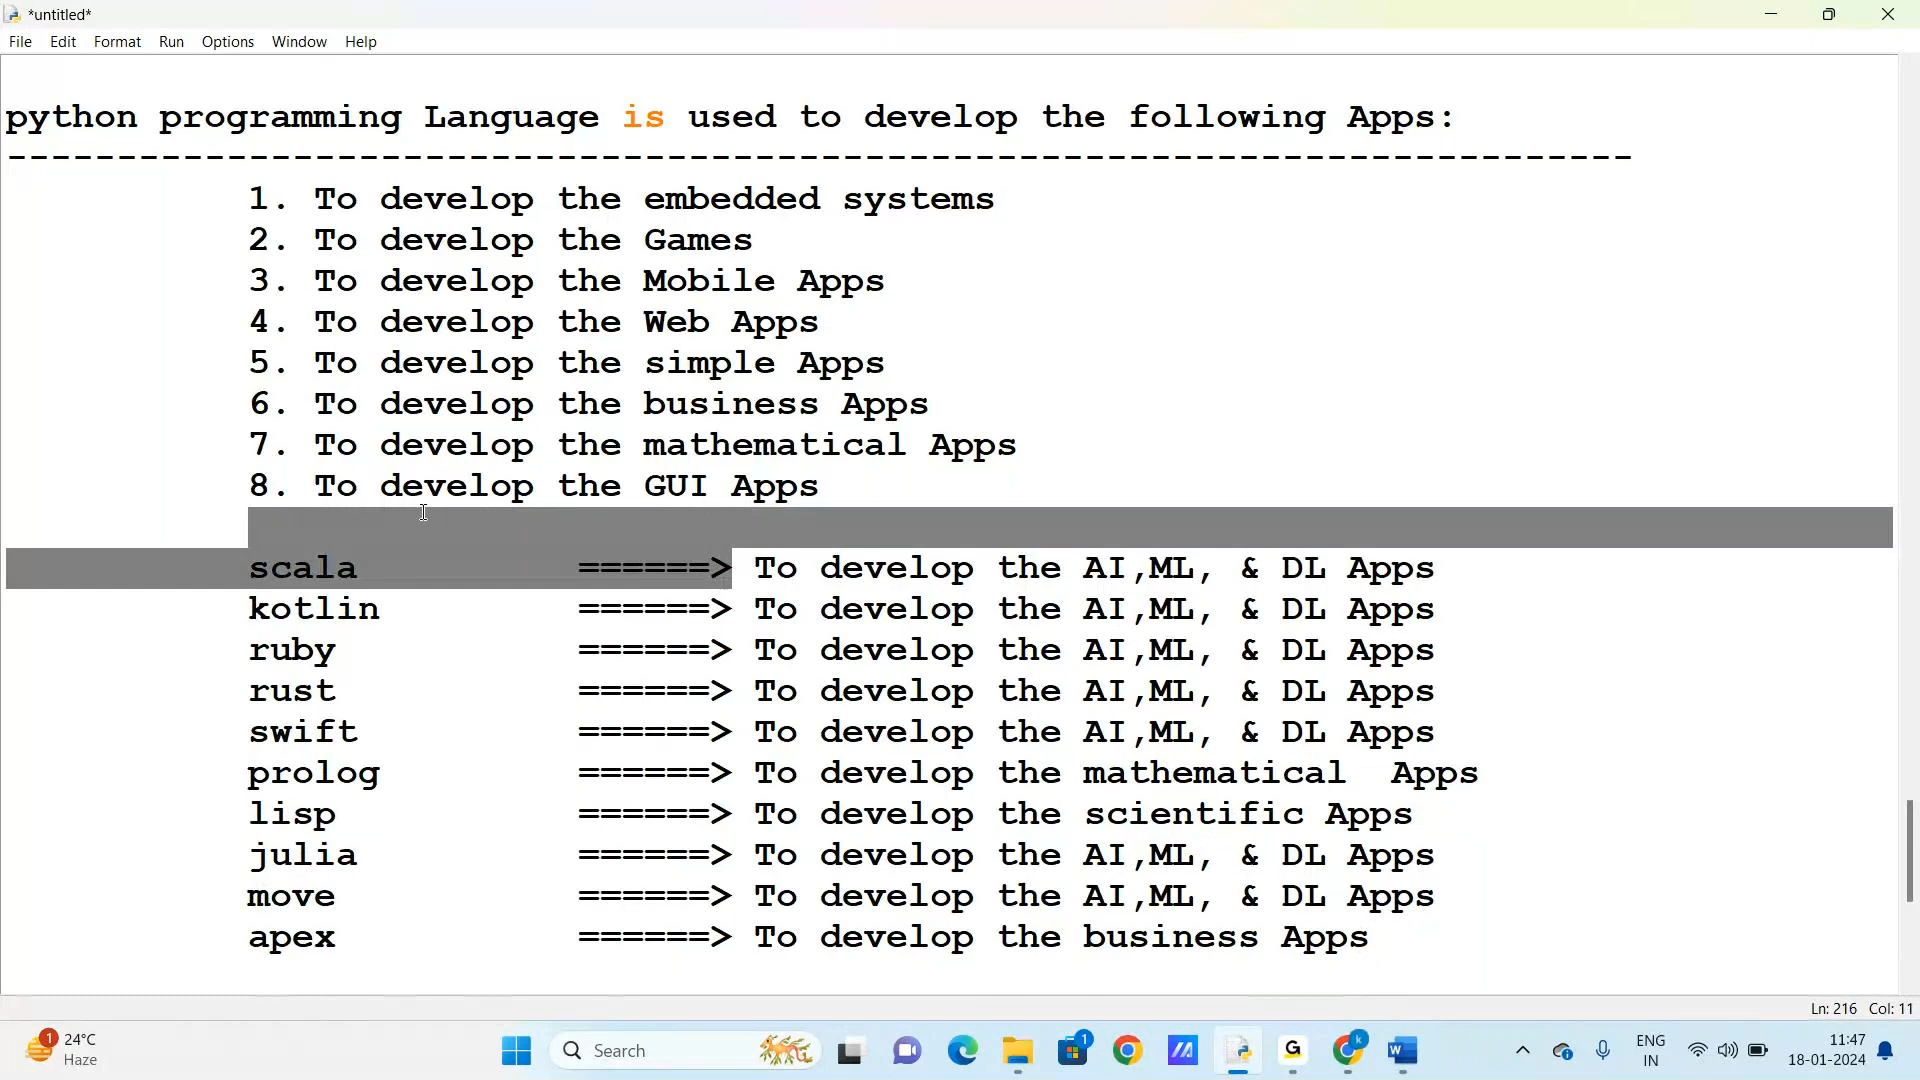 *untitled*
File Edit Format Run Options Window Help
python programming Language is used to develop the following Apps:
--------------------------------------------------------------------------
1. To develop the embedded systems
2. To develop the Games
3. To develop the Mobile Apps
4. To develop the Web Apps
5. To develop the simple Apps
6. To develop the business Apps
7. To develop the mathematical Apps
8. To develop the GUI Apps
scala ======> To develop the AI,ML, & DL Apps
kotlin ======> To develop the AI,ML, & DL Apps
ruby ======> To develop the AI,ML, & DL Apps
rust ======> To develop the AI,ML, & DL Apps
swift ======> To develop the AI,ML, & DL Apps
prolog ======> To develop the mathematical  Apps
lisp ======> To develop the scientific Apps
julia ======> To develop the AI,ML, & DL Apps
move ======> To develop the AI,ML, & DL Apps
apex ======> To develop the business Apps
Ln: 216 Col: 11
1 24°C
Haze
Search
1
G
k
W
ENG
IN
11:47
18-01-2024